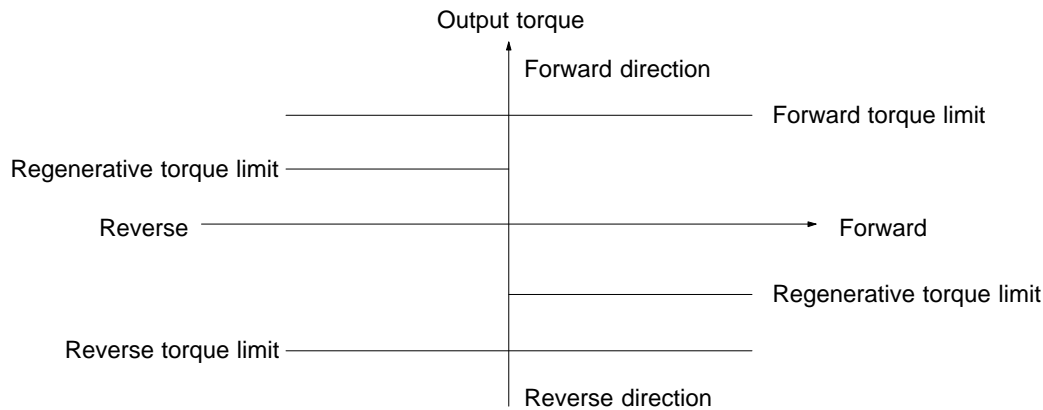 Output torque
Forward direction
Forward torque limit
Regenerative torque limit
Reverse
Forward
Regenerative torque limit
Reverse torque limit
Reverse direction